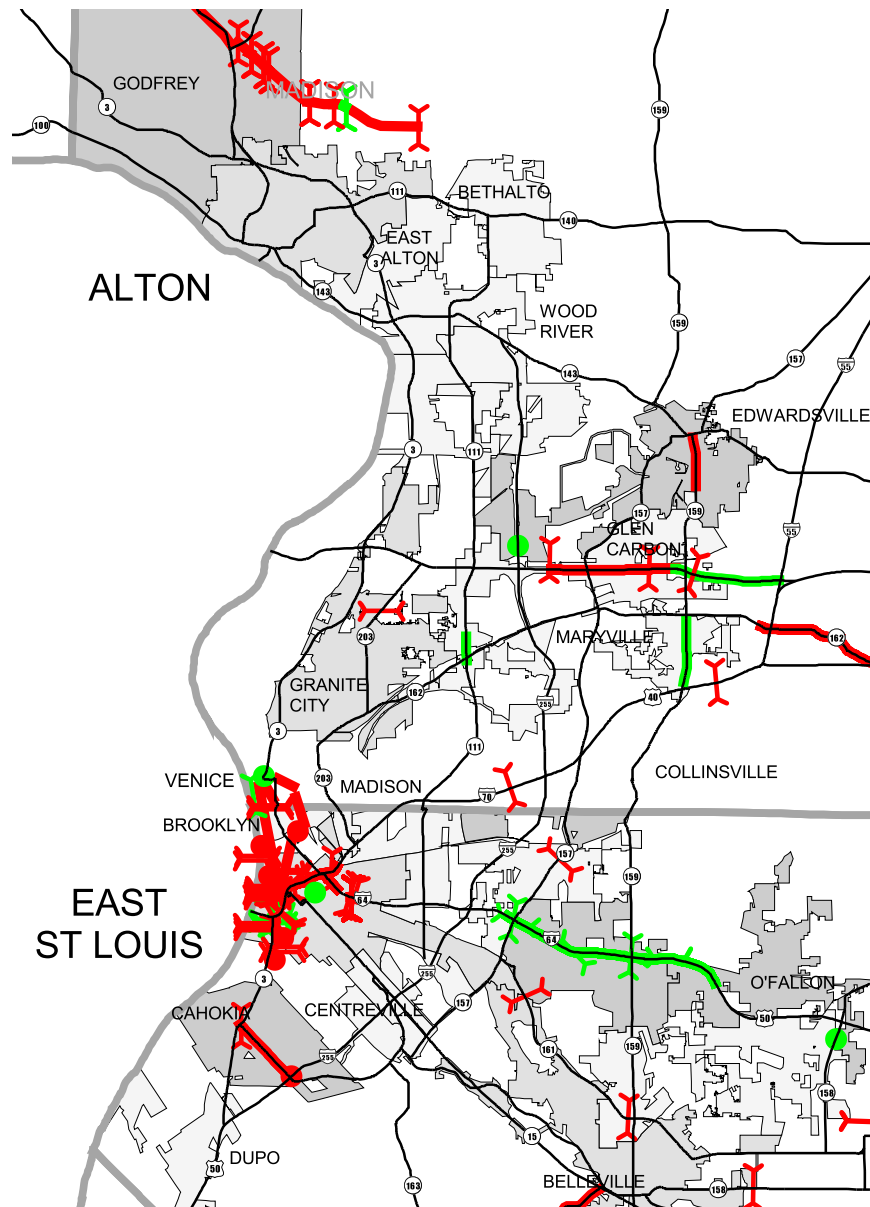 GODFREY
MADISON
3
159
100
BETHALTO
111
140
EAST
ALTON
3
ALTON
143
WOOD
RIVER
159
157
55
143
EDWARDSVILLE
3
111
157
159
GLEN
CARBON
55
203
MARYVILLE
162
GRANITE
CITY
162
40
255
3
111
VENICE
203
MADISON
70
COLLINSVILLE
BROOKLYN
255
157
159
EAST
ST LOUIS
64
64
3
255
O'FALLON
CAHOKIA
CENTREVILLE
157
50
255
161
159
158
15
DUPO
50
163
BELLEVILLE
158